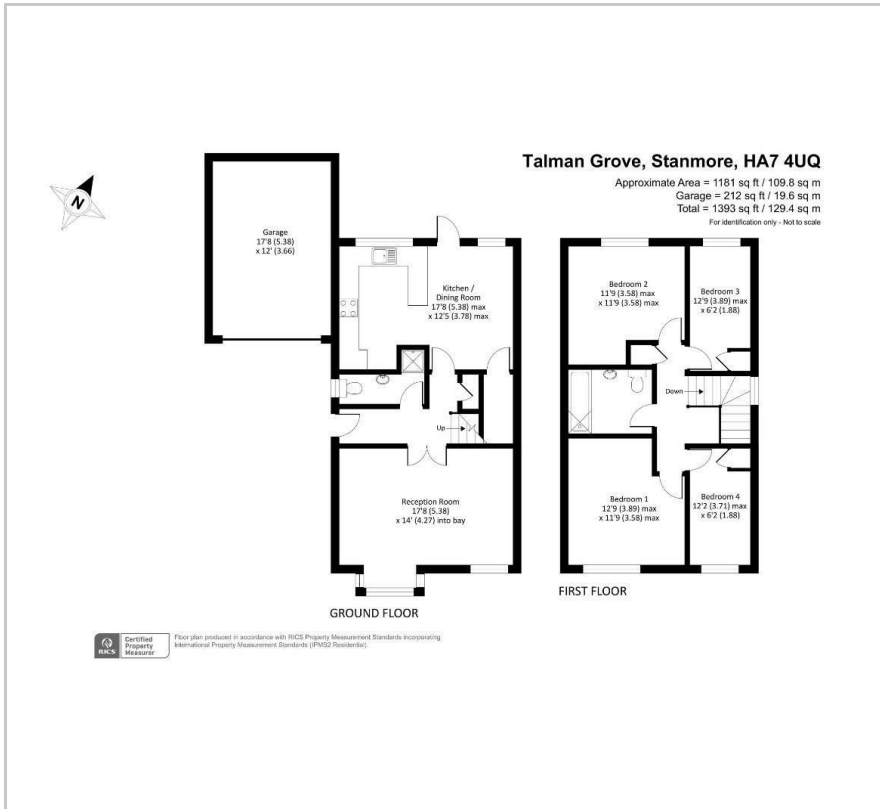 Talman Grove, Stanmore, HA7 4UQ
Approximate Area = 1181 sq ft / 109.8 sq m
Garage = 212 sq ft / 19.6 sq m
Total = 1393 sq ft / 129.4 sq m
For identification only - Not to scale
N
Garage
17'8 (5.38)
x 12' (3.66)
Kitchen /
Dining Room
17'8 (5.38) max
x 12'5 (3.78) max
Up
Reception Room
17'8 (5.38)
x 14' (4.27) into bay
GROUND FLOOR
Bedroom 2
11'9 (3.58) max
x 11'9 (3.58) max
Bedroom 3
12'9 (3.89) max
x 6'2 (1.88)
Down
Bedroom 1
12'9 (3.89) max
x 11'9 (3.58) max
Bedroom 4
12'2 (3.71) max
x 6'2 (1.88)
FIRST FLOOR
RICS
Certified
Property
Measurer
Floor plan produced in accordance with RICS Property Measurement Standards incorporating
International Property Measurement Standards (IPMS2 Residential).